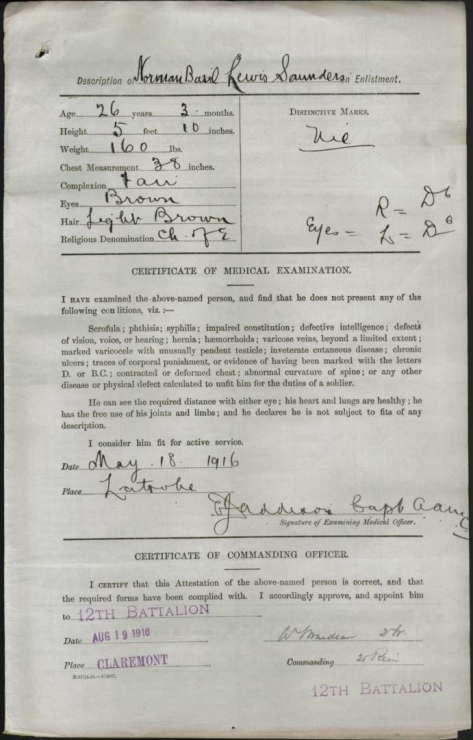 Description of Norman Basil Lewis Saunders on Enlistment.
Age 26 years 3 months.
Height 5 feet 10 inches.
Weight 160 lbs.
Chest Measurement 38 inches.
Complexion Fair
Eyes Brown
Hair Light Brown
Religious Denomination Ch. of E
DISTINCTIVE MARKS.
Nil
R = D6
Eyes = L = D6
CERTIFICATE OF MEDICAL EXAMINATION.
I HAVE examined the above-named person, and find that he does not present any of the
following con itions, viz. :—
Scrofula; phthisis; syphilis; impaired constitution; defective intelligence; defects
of vision, voice, or hearing; hernia; hæmorrhoids; varicose veins, beyond a limited extent;
marked varicocele with unusually pendent testicle; inveterate cutaneous disease; chronic
ulcers; traces of corporal punishment, or evidence of having been marked with the letters
D. or B.C.; contracted or deformed chest; abnormal curvature of spine; or any other
disease or physical defect calculated to unfit him for the duties of a soldier.
He can see the required distance with either eye; his heart and lungs are healthy; he
has the free use of his joints and limbs; and he declares he is not subject to fits of any
description.
I consider him fit for active service.
Date May. 18. 1916
Place Latrobe
Addison Capt aamc
Signature of Examining Medical Officer.
CERTIFICATE OF COMMANDING OFFICER.
I CERTIFY that this Attestation of the above-named person is correct, and that
the required forms have been complied with. I accordingly approve, and appoint him
to 12TH BATTALION
Date AUG 19 1916
Place CLAREMONT
Commanding
12TH BATTALION